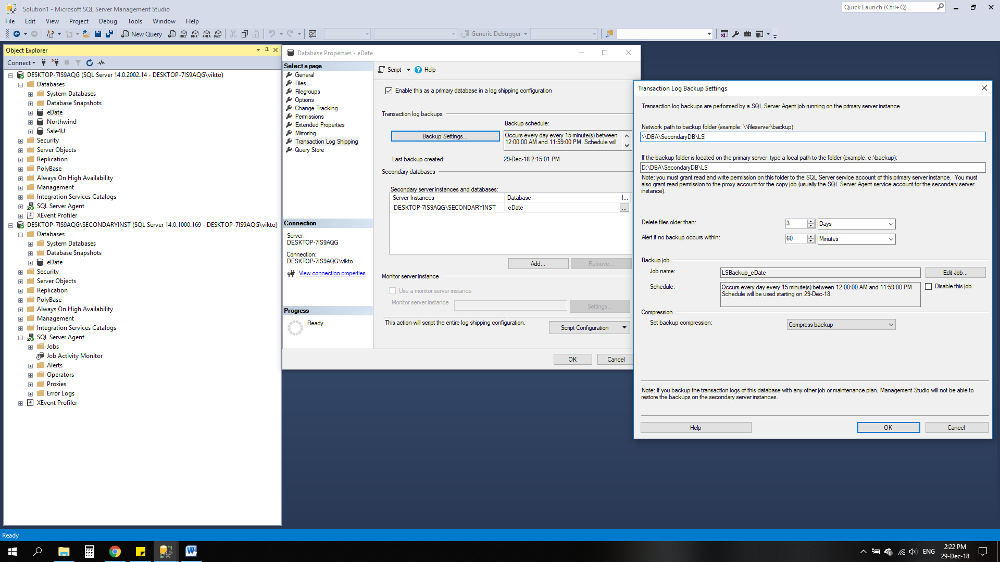 Solution1 - Microsoft SQL Server Management Studio
Quick Launch (Ctrl+Q)
File Edit View Project Debug Tools Window Help
New Query
MDX DMX XMLA DAX
Generic Debugger
Object Explorer
Connect
DESKTOP-7IS9AQG (SQL Server 14.0.2002.14 - DESKTOP-7IS9AQG\vikto)
Databases
System Databases
Database Snapshots
eDate
Northwind
Sale4U
Security
Server Objects
Replication
PolyBase
Always On High Availability
Management
Integration Services Catalogs
SQL Server Agent
XEvent Profiler
DESKTOP-7IS9AQG\SECONDARYINST (SQL Server 14.0.1000.169 - DESKTOP-7IS9AQG\vikto)
Databases
System Databases
Database Snapshots
eDate
Security
Server Objects
Replication
PolyBase
Always On High Availability
Management
Integration Services Catalogs
SQL Server Agent
Jobs
Job Activity Monitor
Alerts
Operators
Proxies
Error Logs
XEvent Profiler
Database Properties - eDate
Select a page
General
Files
Filegroups
Options
Change Tracking
Permissions
Extended Properties
Mirroring
Transaction Log Shipping
Query Store
Connection
Server:
DESKTOP-7IS9AQG
Connection:
DESKTOP-7IS9AQG\vikto
View connection properties
Progress
Ready
Script ? Help
Enable this as a primary database in a log shipping configuration
Transaction log backups
Backup schedule:
Backup Settings...
Occurs every day every 15 minute(s) between
12:00:00 AM and 11:59:00 PM. Schedule will
Last backup created: 29-Dec-18 2:15:01 PM
Secondary databases
Secondary server instances and databases:
Server Instances Database I...
DESKTOP-7IS9AQG\SECONDARYINST eDate ...
Add... Remove...
Monitor server instance
Use a monitor server instance
Monitor server instance
Settings...
This action will script the entire log shipping configuration.
Script Configuration
OK Cancel
Transaction Log Backup Settings
Transaction log backups are performed by a SQL Server Agent job running on the primary server instance.
Network path to backup folder (example: \\fileserver\backup):
\\DBA\SecondaryDB\LS
If the backup folder is located on the primary server, type a local path to the folder (example: c:\backup):
D:\DBA\SecondaryDB\LS
Note: you must grant read and write permission on this folder to the SQL Server service account of this primary server instance. You must
also grant read permission to the proxy account for the copy job (usually the SQL Server Agent service account for the secondary server
instance).
Delete files older than: 3 Days
Alert if no backup occurs within: 60 Minutes
Backup job
Job name: LSBackup_eDate Edit Job...
Schedule:
Occurs every day every 15 minute(s) between 12:00:00 AM and 11:59:00 PM.
Schedule will be used starting on 29-Dec-18.
Disable this job
Compression
Set backup compression: Compress backup
Note: If you backup the transaction logs of this database with any other job or maintenance plan, Management Studio will not be able to
restore the backups on the secondary server instances.
Help OK Cancel
Ready
W
ENG
2:22 PM
29-Dec-18